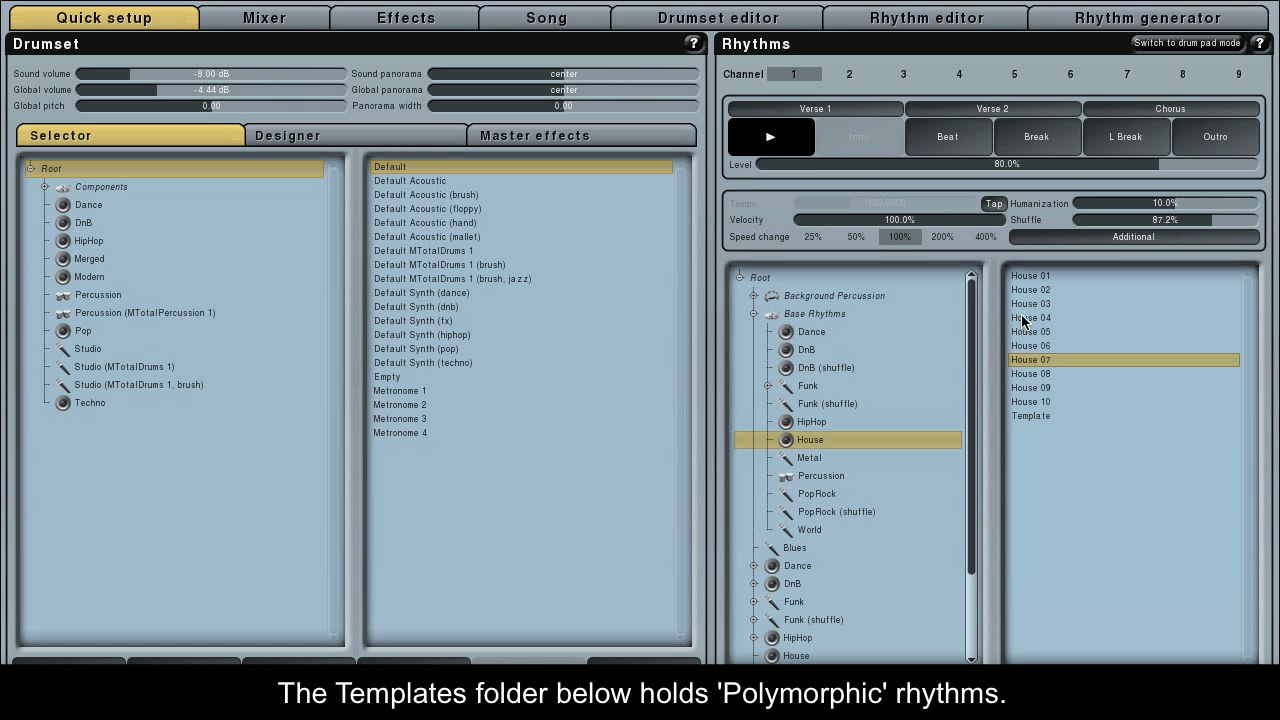 Quick setup Mixer Effects Song Drumset editor Rhythm editor Rhythm generator
Drumset ?
Sound volume -8.00 dB Sound panorama center
Global volume -4.44 dB Global panorama center
Global pitch 0.00 Panorama width 0.00
Selector Designer Master effects
Root
Components
Dance
DnB
HipHop
Merged
Modern
Percussion
Percussion (MTotalPercussion 1)
Pop
Studio
Studio (MTotalDrums 1)
Studio (MTotalDrums 1, brush)
Techno
Default
Default Acoustic
Default Acoustic (brush)
Default Acoustic (floppy)
Default Acoustic (hand)
Default Acoustic (mallet)
Default MTotalDrums 1
Default MTotalDrums 1 (brush)
Default MTotalDrums 1 (brush, jazz)
Default Synth (dance)
Default Synth (dnb)
Default Synth (fx)
Default Synth (hiphop)
Default Synth (pop)
Default Synth (techno)
Empty
Metronome 1
Metronome 2
Metronome 3
Metronome 4
Rhythms Switch to drum pad mode ?
Channel 1 2 3 4 5 6 7 8 9
Verse 1 Verse 2 Chorus
Intro Beat Break L Break Outro
Level 80.0%
Tempo 120.0000 Tap Humanization 10.0%
Velocity 100.0% Shuffle 87.2%
Speed change 25% 50% 100% 200% 400% Additional
Root
Background Percussion
Base Rhythms
Dance
DnB
DnB (shuffle)
Funk
Funk (shuffle)
HipHop
House
Metal
Percussion
PopRock
PopRock (shuffle)
World
Blues
Dance
DnB
Funk
Funk (shuffle)
HipHop
House
House 01
House 02
House 03
House 04
House 05
House 06
House 07
House 08
House 09
House 10
Template
The Templates folder below holds 'Polymorphic' rhythms.